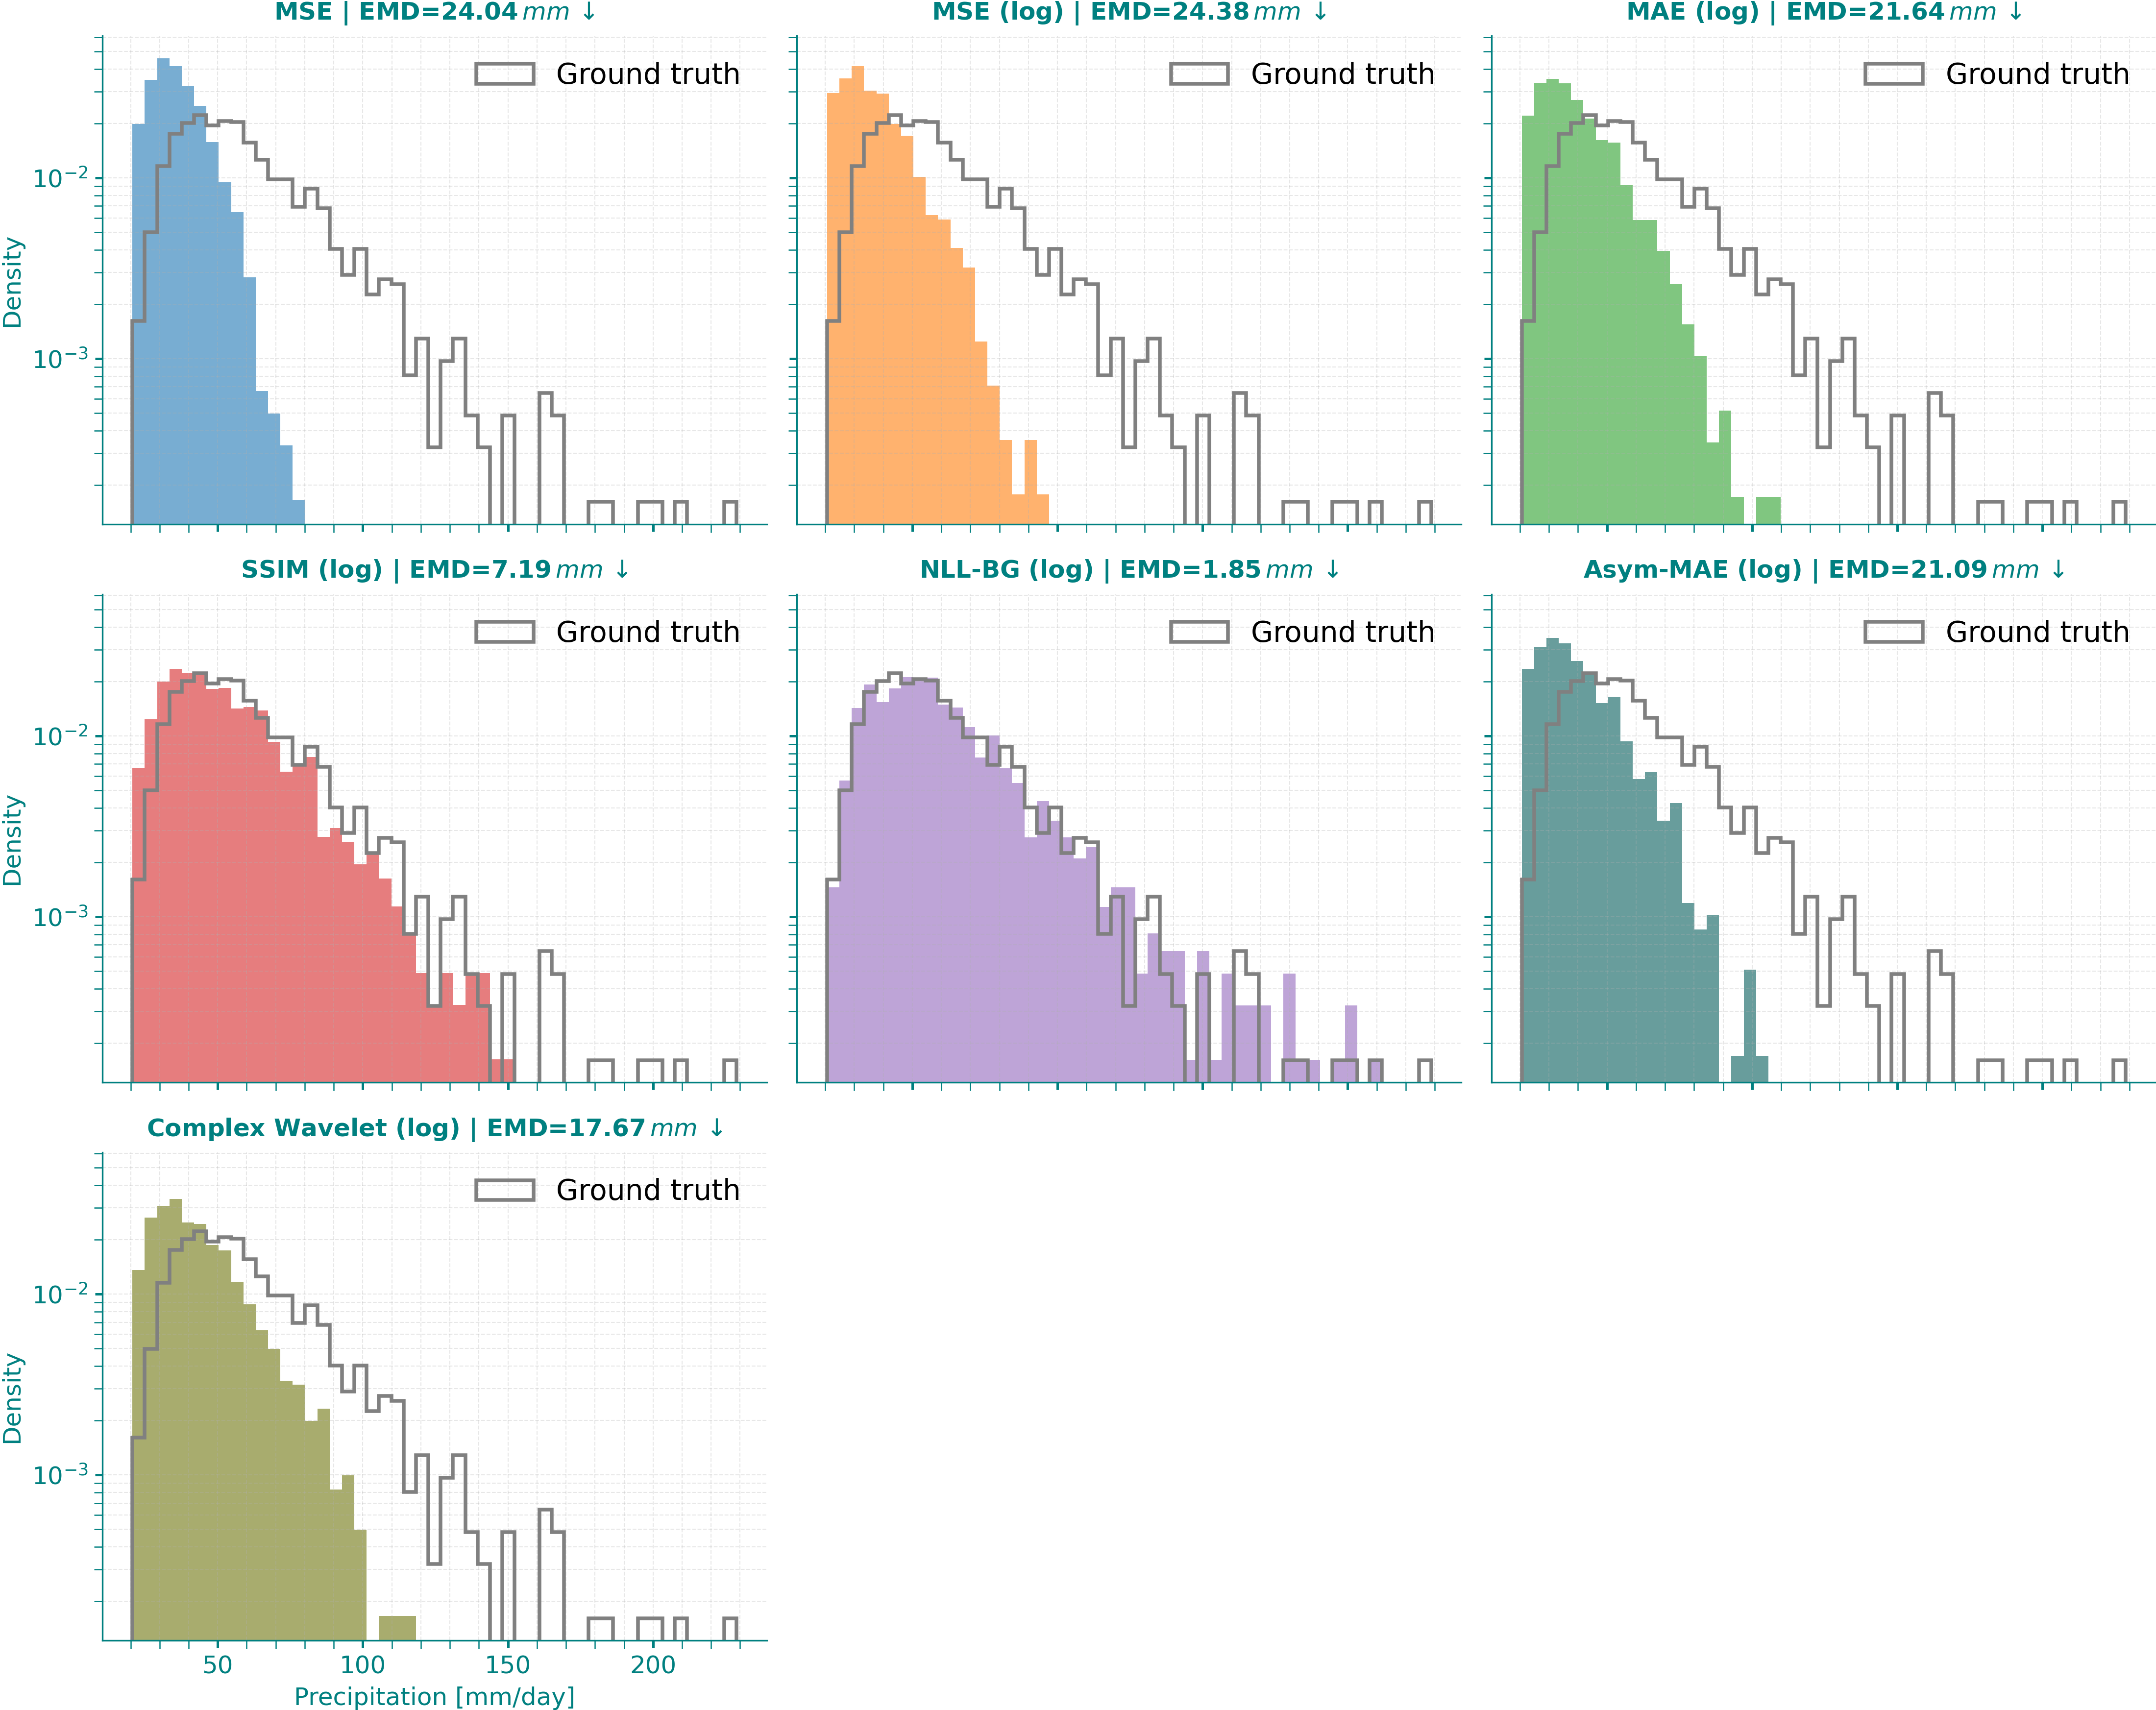 MSE | EMD=24.04 mm ↓
MSE (log) | EMD=24.38 mm ↓
MAE (log) | EMD=21.64 mm ↓
Ground truth
Ground truth
Ground truth
10⁻²
10⁻³
Density
SSIM (log) | EMD=7.19 mm ↓
NLL-BG (log) | EMD=1.85 mm ↓
Asym-MAE (log) | EMD=21.09 mm ↓
Ground truth
Ground truth
Ground truth
10⁻²
10⁻³
Density
Complex Wavelet (log) | EMD=17.67 mm ↓
Ground truth
10⁻²
10⁻³
Density
50 100 150 200
Precipitation [mm/day]